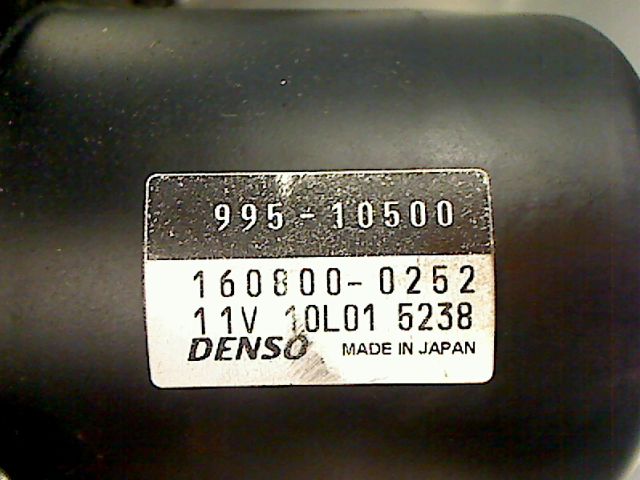 995-10500
160800-0252
11V 10L01 5238
DENSO MADE IN JAPAN